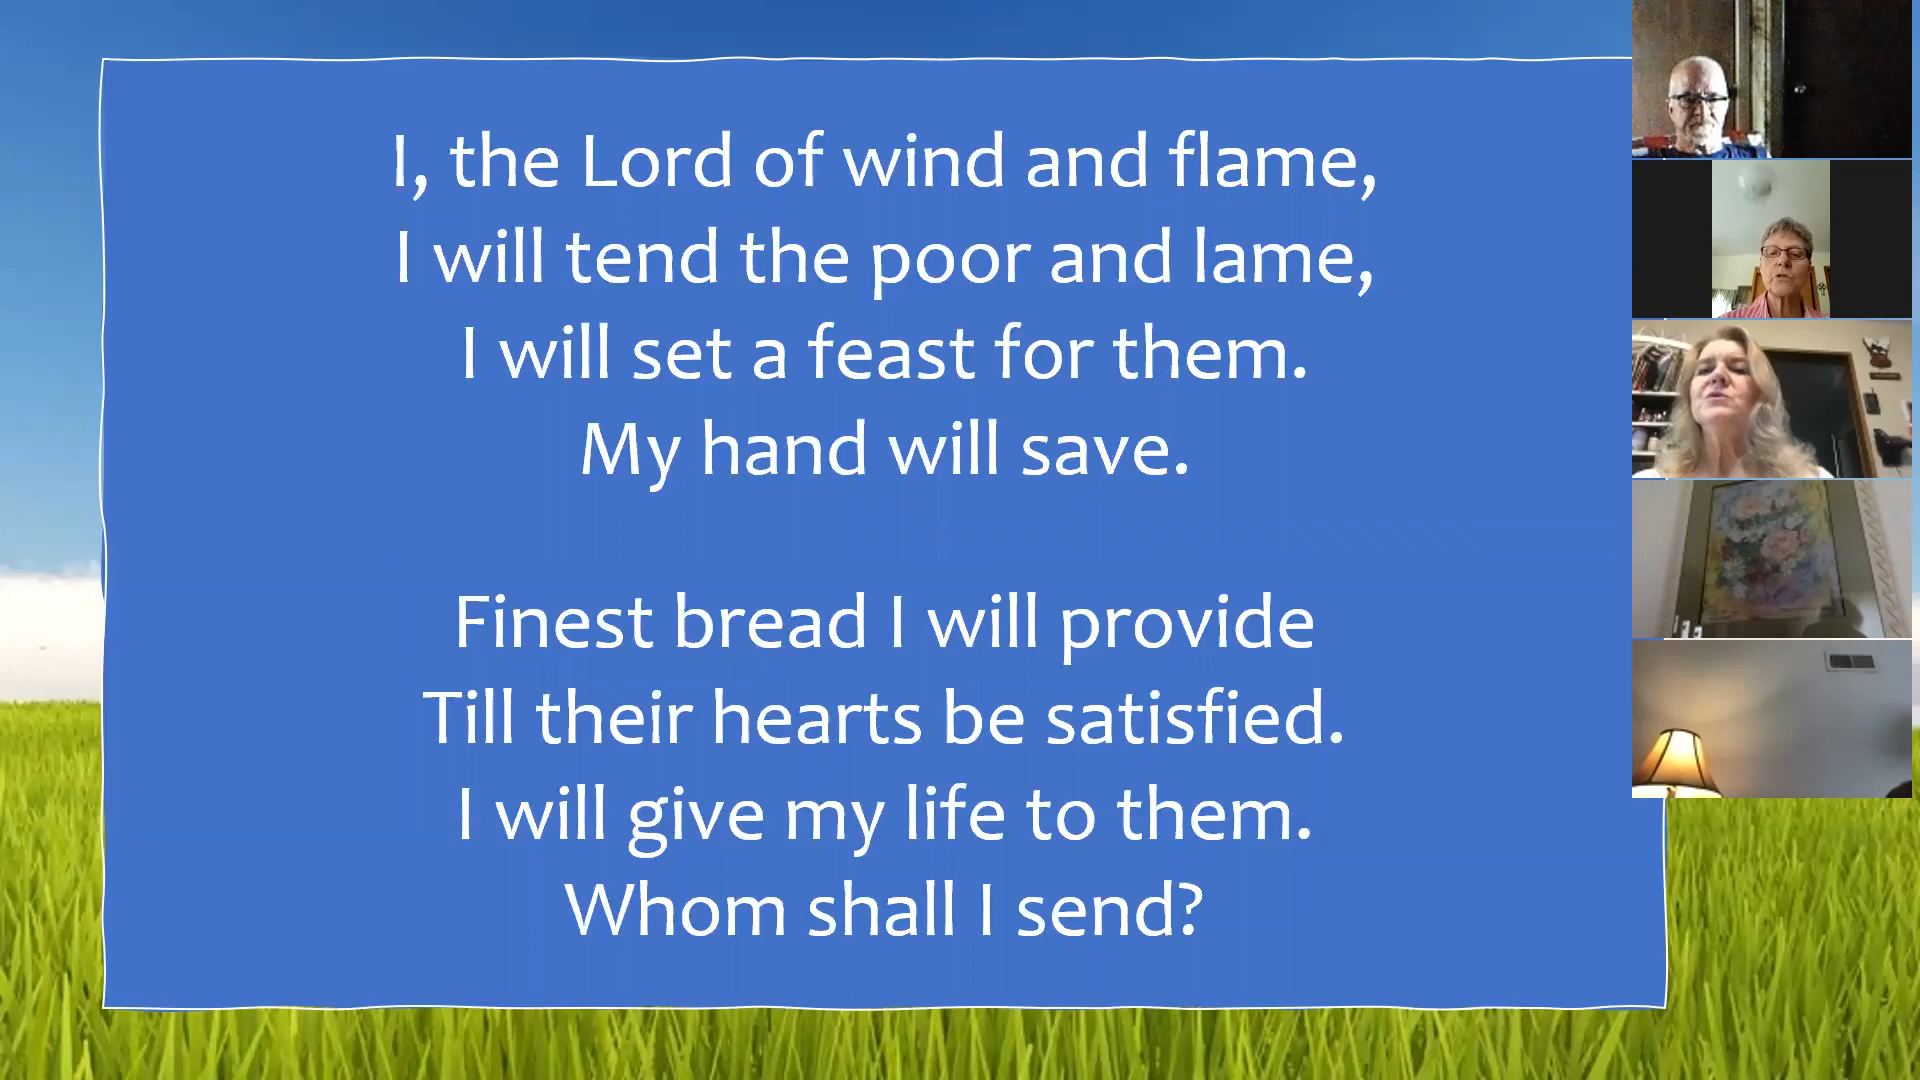 I, the Lord of wind and flame,
I will tend the poor and lame,
I will set a feast for them.
My hand will save.
Finest bread I will provide
Till their hearts be satisfied.
I will give my life to them.
Whom shall I send?